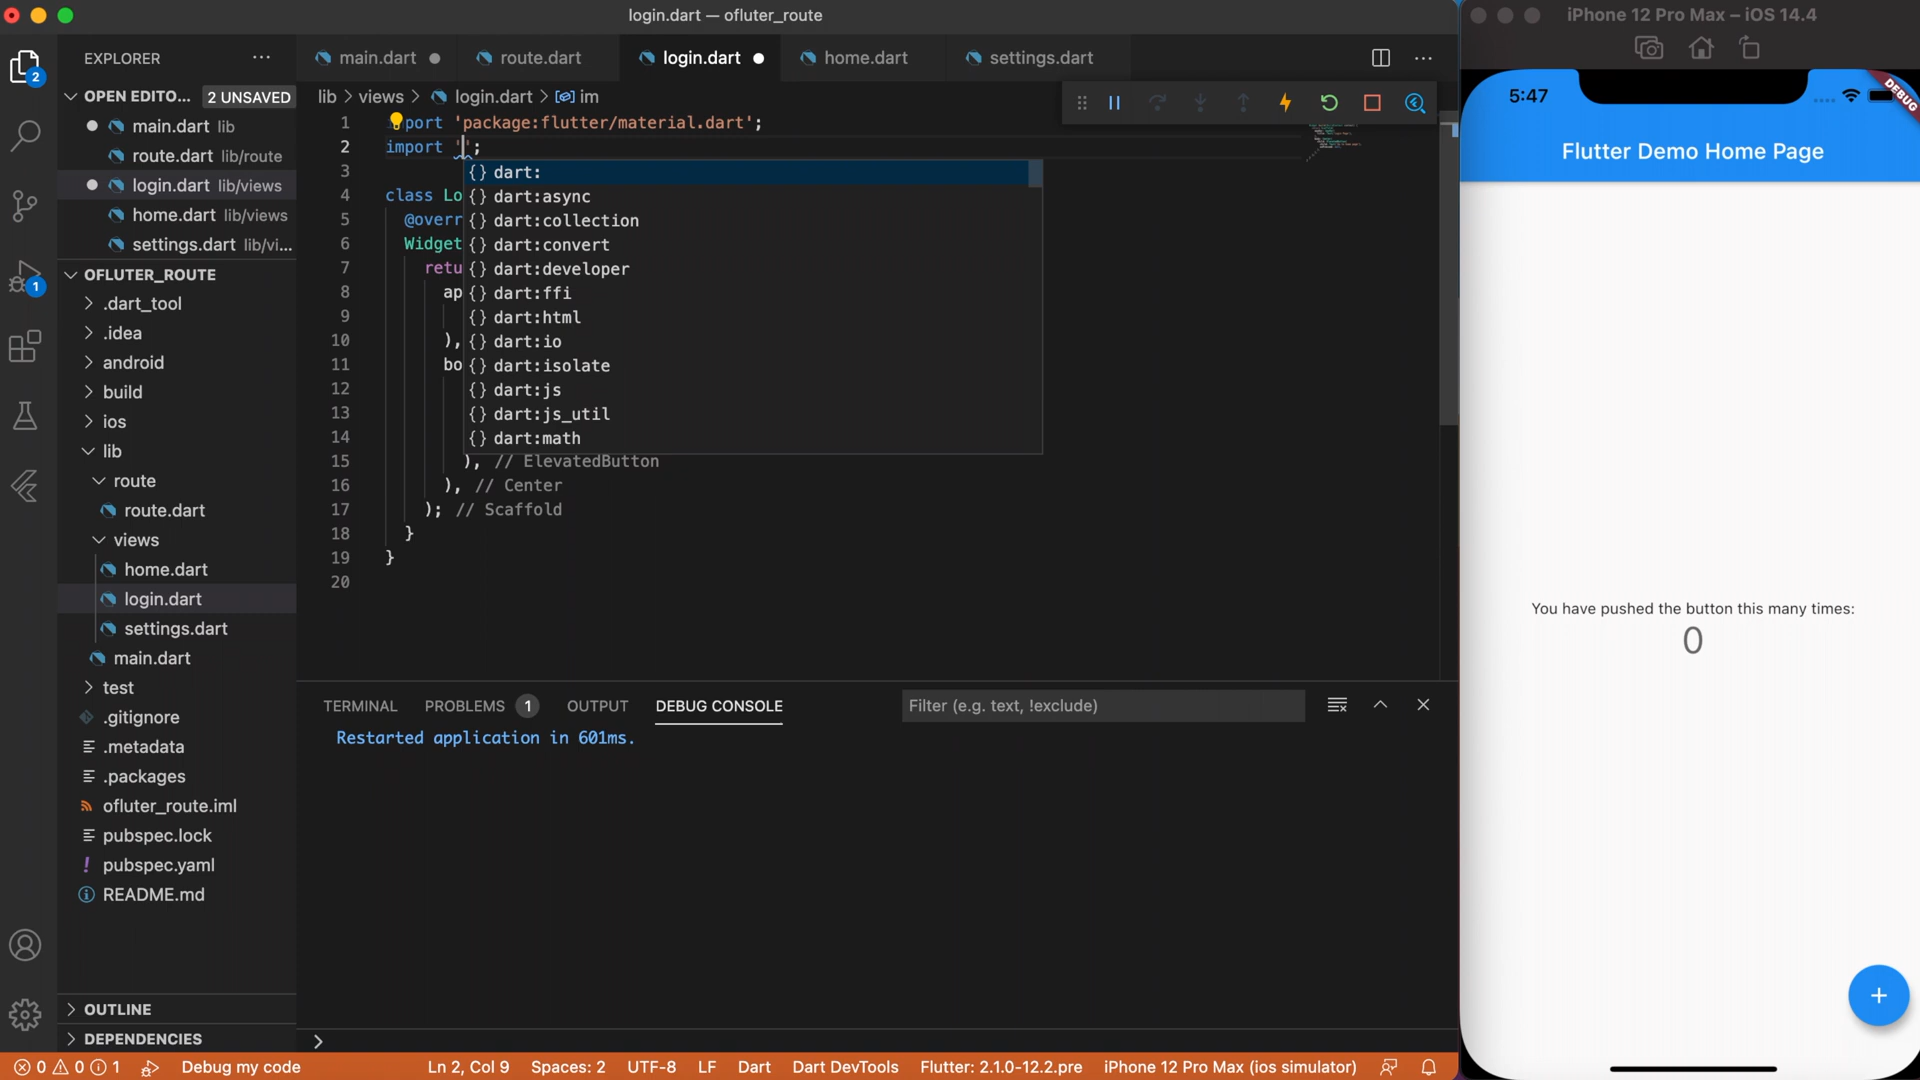 login.dart — ofluter_route
EXPLORER
OPEN EDITO... 2 UNSAVED
main.dart lib
route.dart lib/route
login.dart lib/views
home.dart lib/views
settings.dart lib/vi...
OFLUTER_ROUTE
.dart_tool
.idea
android
build
ios
lib
route
route.dart
views
home.dart
login.dart
settings.dart
main.dart
test
.gitignore
.metadata
.packages
ofluter_route.iml
pubspec.lock
pubspec.yaml
README.md
OUTLINE
DEPENDENCIES
2
1
main.dart route.dart login.dart home.dart settings.dart
lib > views > login.dart > im
1 port 'package:flutter/material.dart';
2 import '';
3
4 class Lo
5 @overr
6 Widget
7 retu
8 ap
9
10 ),
11 bo
12
13
14
15 ), // ElevatedButton
16 ), // Center
17 ); // Scaffold
18 }
19 }
20
{} dart:
{} dart:async
{} dart:collection
{} dart:convert
{} dart:developer
{} dart:ffi
{} dart:html
{} dart:io
{} dart:isolate
{} dart:js
{} dart:js_util
{} dart:math
TERMINAL PROBLEMS 1 OUTPUT DEBUG CONSOLE Filter (e.g. text, !exclude)
Restarted application in 601ms.
0 0 1 Debug my code Ln 2, Col 9 Spaces: 2 UTF-8 LF Dart Dart DevTools Flutter: 2.1.0-12.2.pre iPhone 12 Pro Max (ios simulator)
iPhone 12 Pro Max – iOS 14.4
5:47
DEBUG
Flutter Demo Home Page
You have pushed the button this many times:
0
+